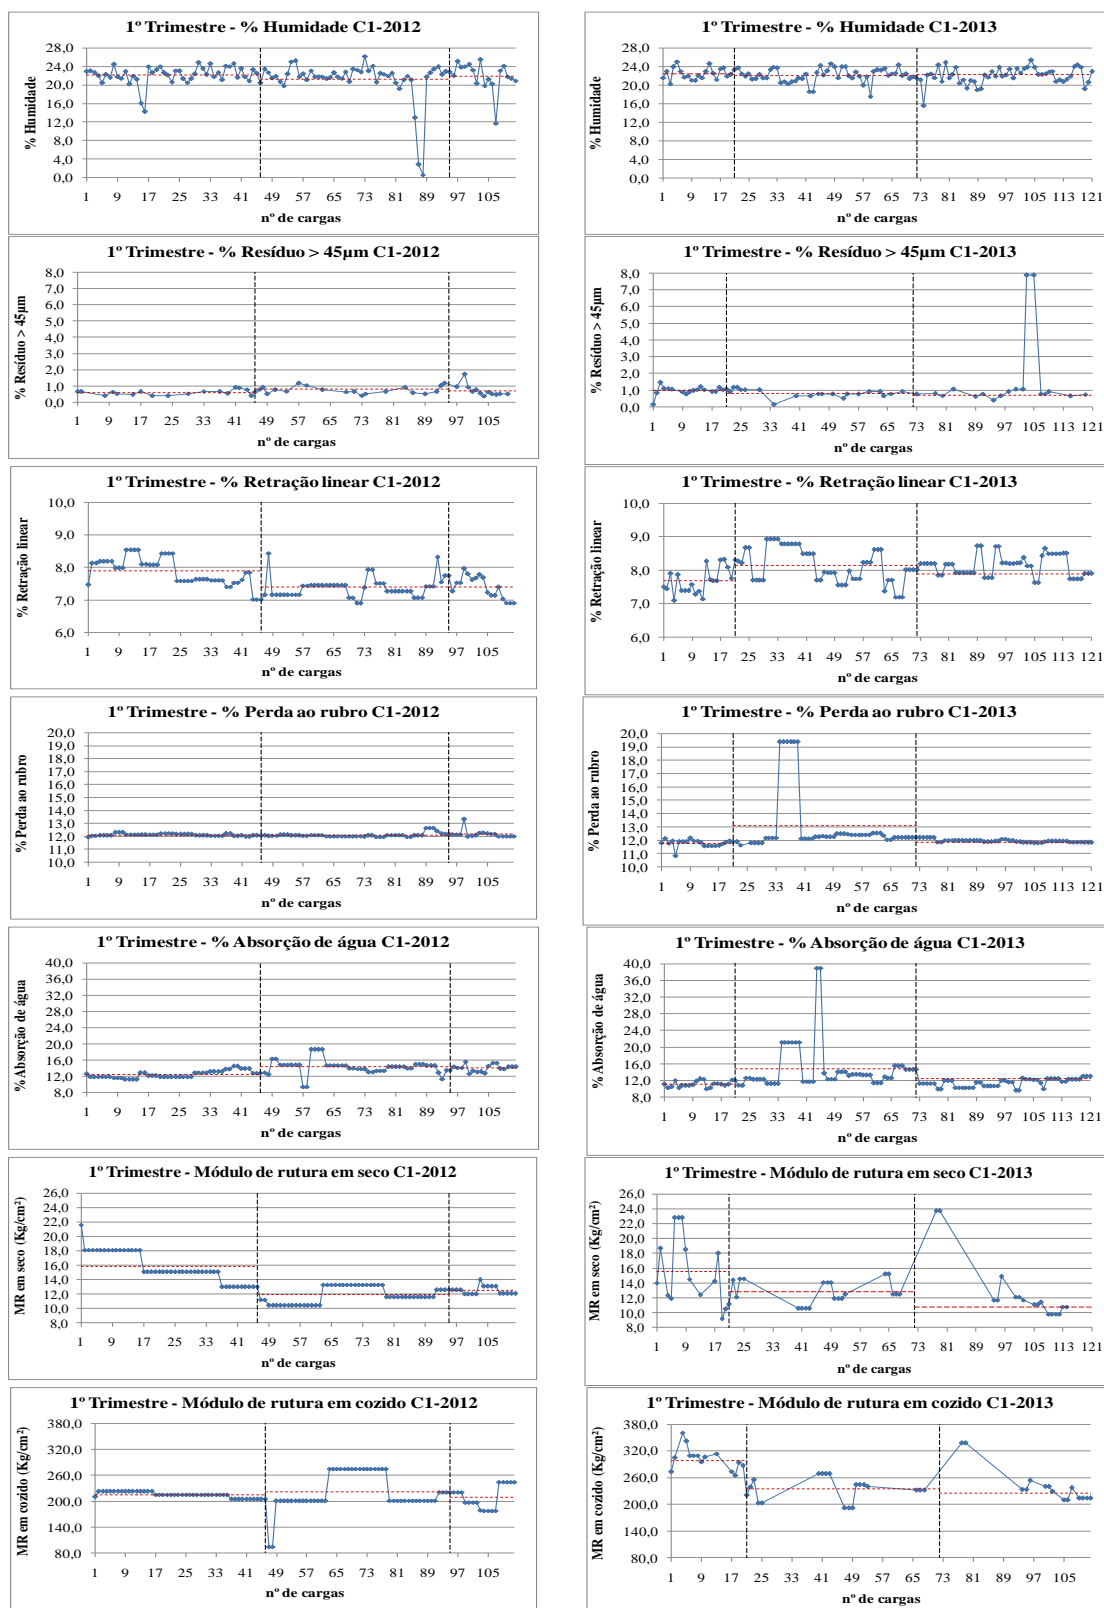 1º Trimestre - % Humidade C1-2012
% Humidade
28,0
24,0
20,0
16,0
12,0
8,0
4,0
0,0
1 9 17 25 33 41 49 57 65 73 81 89 97 105
nº de cargas
1º Trimestre - % Humidade C1-2013
% Humidade
28,0
24,0
20,0
16,0
12,0
8,0
4,0
0,0
1 9 17 25 33 41 49 57 65 73 81 89 97 105 113 121
nº de cargas
1º Trimestre - % Resíduo > 45µm C1-2012
% Resíduo > 45µm
8,0
7,0
6,0
5,0
4,0
3,0
2,0
1,0
0,0
1 9 17 25 33 41 49 57 65 73 81 89 97 105
nº de cargas
1º Trimestre - % Resíduo > 45µm C1-2013
% Resíduo > 45µm
8,0
7,0
6,0
5,0
4,0
3,0
2,0
1,0
0,0
1 9 17 25 33 41 49 57 65 73 81 89 97 105 113 121
nº de cargas
1º Trimestre - % Retração linear C1-2012
% Retração linear
10,0
9,0
8,0
7,0
6,0
1 9 17 25 33 41 49 57 65 73 81 89 97 105
nº de cargas
1º Trimestre - % Retração linear C1-2013
% Retração linear
10,0
9,0
8,0
7,0
6,0
1 9 17 25 33 41 49 57 65 73 81 89 97 105 113 121
nº de cargas
1º Trimestre - % Perda ao rubro C1-2012
% Perda ao rubro
20,0
19,0
18,0
17,0
16,0
15,0
14,0
13,0
12,0
11,0
10,0
1 9 17 25 33 41 49 57 65 73 81 89 97 105
nº de cargas
1º Trimestre - % Perda ao rubro C1-2013
% Perda ao rubro
20,0
19,0
18,0
17,0
16,0
15,0
14,0
13,0
12,0
11,0
10,0
1 9 17 25 33 41 49 57 65 73 81 89 97 105 113 121
nº de cargas
1º Trimestre - % Absorção de água C1-2012
% Absorção de água
40,0
36,0
32,0
28,0
24,0
20,0
16,0
12,0
8,0
1 9 17 25 33 41 49 57 65 73 81 89 97 105
nº de cargas
1º Trimestre - % Absorção de água C1-2013
% Absorção de água
40,0
36,0
32,0
28,0
24,0
20,0
16,0
12,0
8,0
1 9 17 25 33 41 49 57 65 73 81 89 97 105 113 121
nº de cargas
1º Trimestre - Módulo de rutura em seco C1-2012
MR em seco (Kg/cm²)
26,0
24,0
22,0
20,0
18,0
16,0
14,0
12,0
10,0
8,0
1 9 17 25 33 41 49 57 65 73 81 89 97 105
nº de cargas
1º Trimestre - Módulo de rutura em seco C1-2013
MR em seco (Kg/cm²)
26,0
24,0
22,0
20,0
18,0
16,0
14,0
12,0
10,0
8,0
1 9 17 25 33 41 49 57 65 73 81 89 97 105 113 121
nº de cargas
1º Trimestre - Módulo de rutura em cozido C1-2012
MR em cozido (Kg/cm²)
380,0
320,0
260,0
200,0
140,0
80,0
1 9 17 25 33 41 49 57 65 73 81 89 97 105
nº de cargas
1º Trimestre - Módulo de rutura em cozido C1-2013
MR em cozido (Kg/cm²)
380,0
320,0
260,0
200,0
140,0
80,0
1 9 17 25 33 41 49 57 65 73 81 89 97 105 113
nº de cargas